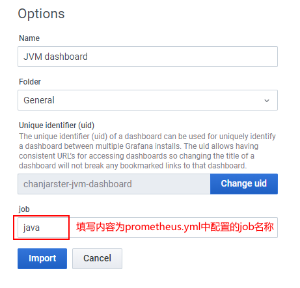 Options
Name
JVM dashboard
Folder
General
Unique identifier (uid)
The unique identifier (uid) of a dashboard can be used for uniquely identify
a dashboard between multiple Grafana installs. The uid allows having
consistent URL's for accessing dashboards so changing the title of a
dashboard will not break any bookmarked links to that dashboard.
chanjarster-jvm-dashboard
Change uid
job
java 填写内容为prometheus.yml中配置的job名称
Import Cancel